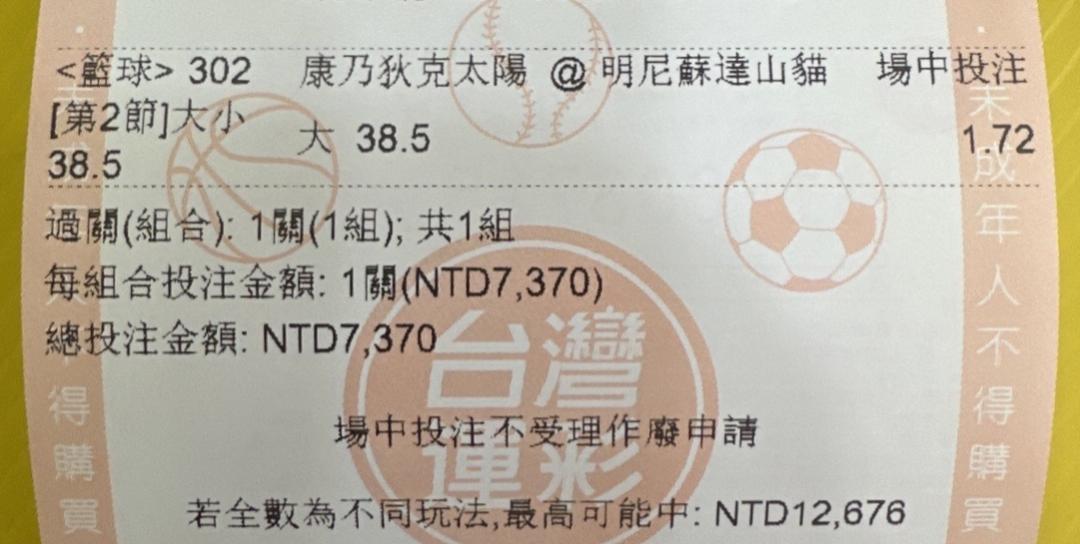 <籃球> 302 康乃狄克太陽 @ 明尼蘇達山貓 場中投注
[第2節]大小 38.5 大 38.5 1.72
過關(組合): 1關(1組); 共1組
每組合投注金額: 1關(NTD7,370)
總投注金額: NTD7,370
台灣
運彩
場中投注不受理作廢申請
若全數為不同玩法,最高可能中: NTD12,676
得購買
未成年人不得購買